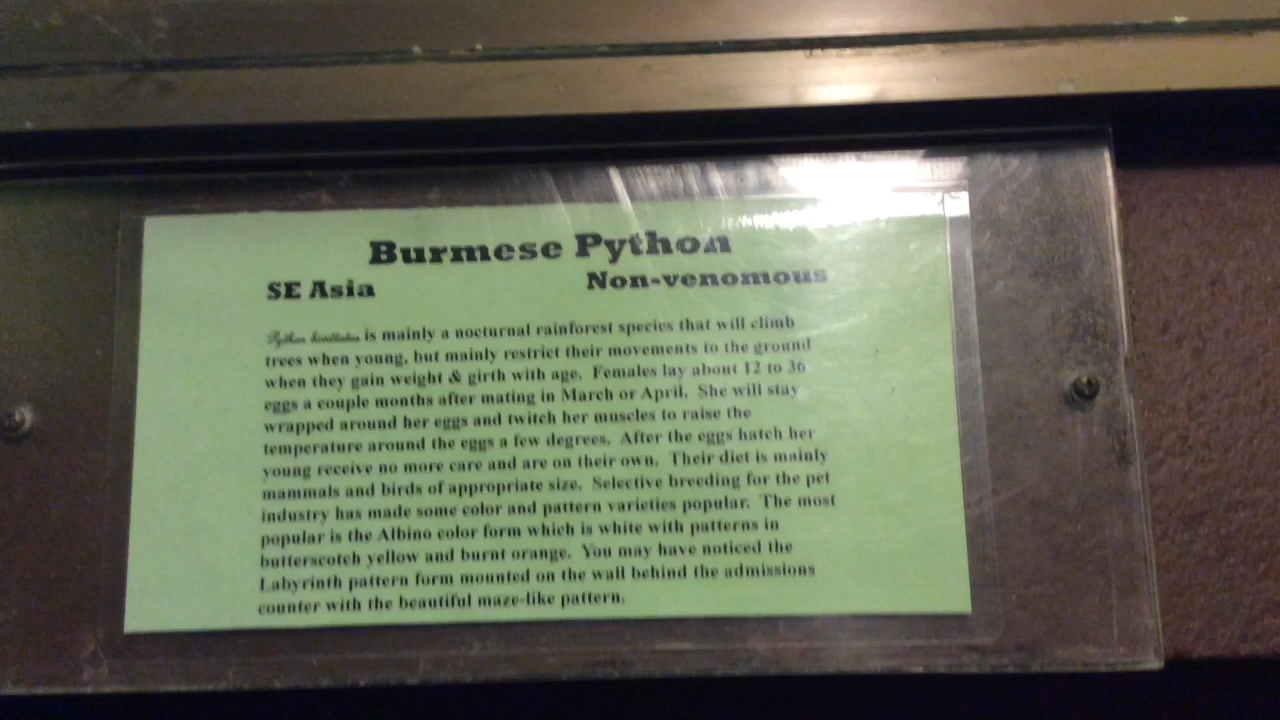 Burmese Python
SE Asia Non-venomous
Python bivittatus is mainly a nocturnal rainforest species that will climb
trees when young, but mainly restrict their movements to the ground
when they gain weight & girth with age. Females lay about 12 to 36
eggs a couple months after mating in March or April. She will stay
wrapped around her eggs and twitch her muscles to raise the
temperature around the eggs a few degrees. After the eggs hatch her
young receive no more care and are on their own. Their diet is mainly
mammals and birds of appropriate size. Selective breeding for the pet
industry has made some color and pattern varieties popular. The most
popular is the Albino color form which is white with patterns in
butterscotch yellow and burnt orange. You may have noticed the
Labyrinth pattern form mounted on the wall behind the admissions
counter with the beautiful maze-like pattern.